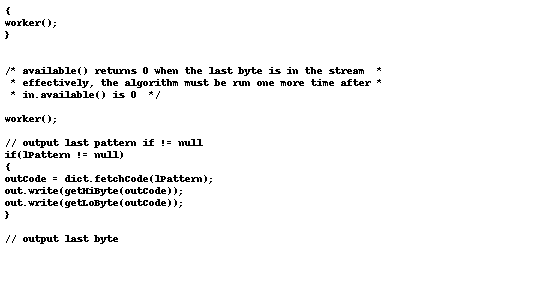 {
worker();
}
/* available() returns 0 when the last byte is in the stream *
* effectively, the algorithm must be run one more time after *
* in.available() is 0 */
worker();
// output last pattern if != null
if(lPattern != null)
{
outCode = dict.fetchCode(lPattern);
out.write(getHiByte(outCode));
out.write(getLoByte(outCode));
}
// output last byte